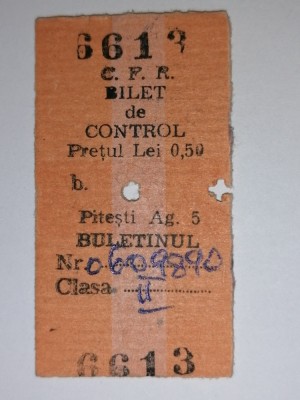 6613
C. F. R.
BILET
de
CONTROL
Prețul Lei 0,50
b.
Pitești Ag. 5
BULETINUL
Nr. 0609890
Clasa II
6613